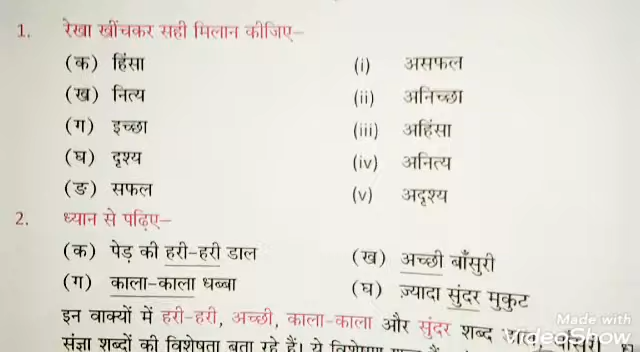 1. रेखा खींचकर सही मिलान कीजिए–
(क) हिंसा (i) असफल
(ख) नित्य (ii) अनिच्छा
(ग) इच्छा (iii) अहिंसा
(घ) दृश्य (iv) अनित्य
(ङ) सफल (v) अदृश्य
2. ध्यान से पढ़िए–
(क) पेड़ की हरी-हरी डाल (ख) अच्छी बाँसुरी
(ग) काला-काला धब्बा (घ) ज़्यादा सुंदर मुकुट
इन वाक्यों में हरी-हरी, अच्छी, काला-काला और सुंदर शब्द
संज्ञा शब्दों की विशेषता बता रहे हैं। ये विशेषण
Made with
VideoShow